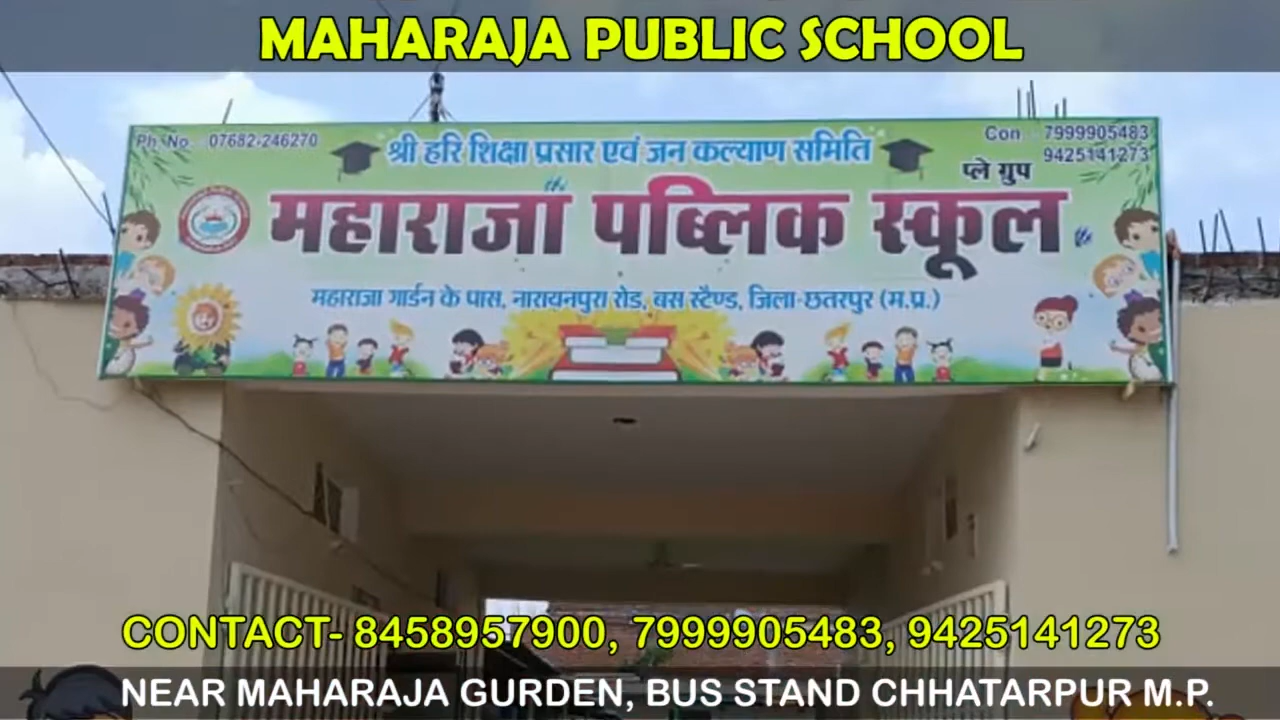 MAHARAJA PUBLIC SCHOOL
Ph. No. 07682-246270
Con. - 7999905483
9425141273
श्री हरि शिक्षा प्रसार एवं जन कल्याण समिति
प्ले ग्रुप
महाराजा पब्लिक स्कूल
महाराजा गार्डन के पास, नारायनपुरा रोड, बस स्टैण्ड, जिला-छतरपुर (म.प्र.)
CONTACT- 8458957900, 7999905483, 9425141273
NEAR MAHARAJA GURDEN, BUS STAND CHHATARPUR M.P.